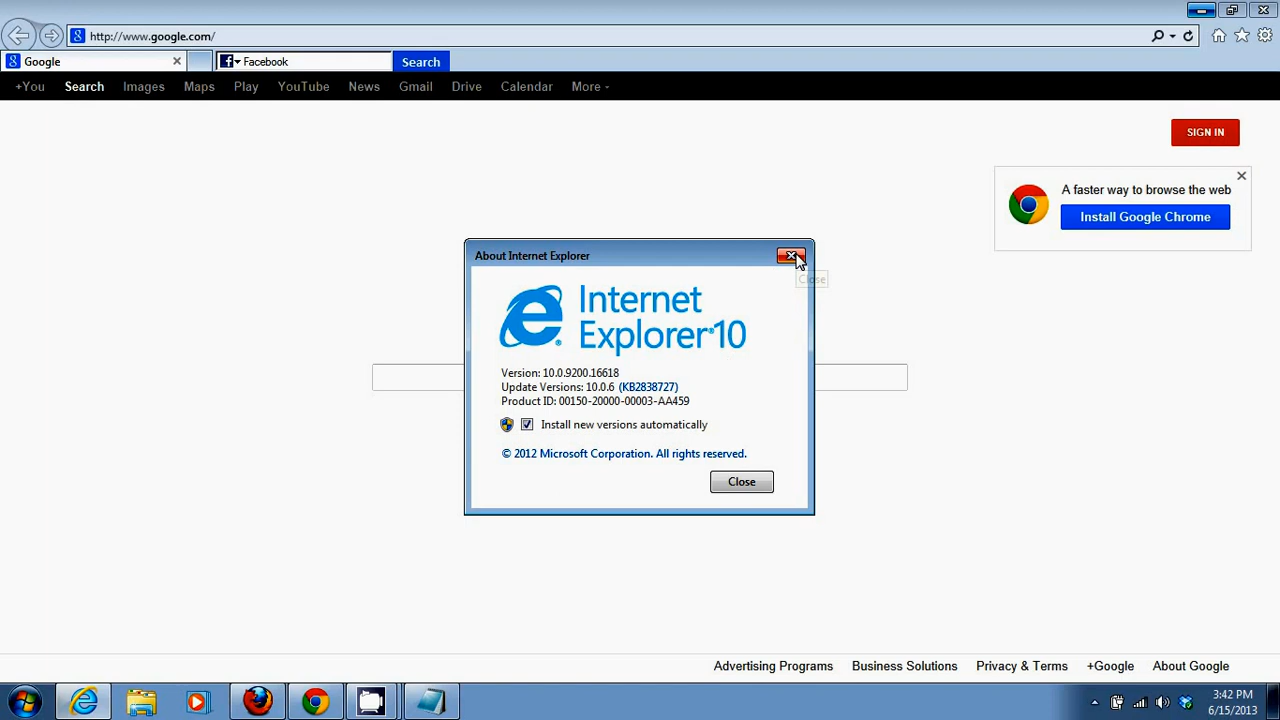 http://www.google.com/
Google
Facebook
Search
+You Search Images Maps Play YouTube News Gmail Drive Calendar More
SIGN IN
A faster way to browse the web
Install Google Chrome
About Internet Explorer
Close
Internet
Explorer®10
Version: 10.0.9200.16618
Update Versions: 10.0.6 (KB2838727)
Product ID: 00150-20000-00003-AA459
Install new versions automatically
© 2012 Microsoft Corporation. All rights reserved.
Close
Advertising Programs Business Solutions Privacy & Terms +Google About Google
3:42 PM
6/15/2013